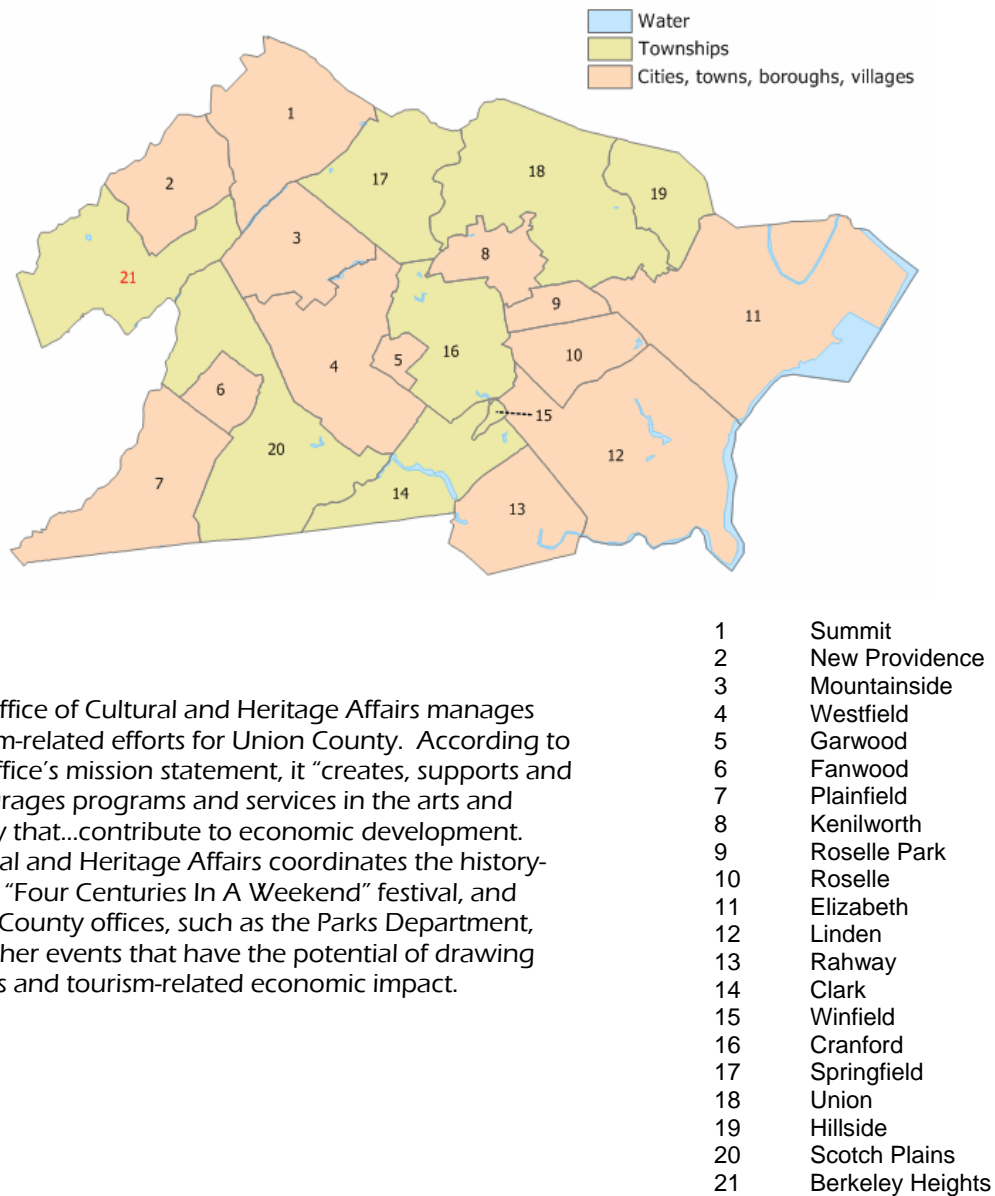 Water
Townships
Cities, towns, boroughs, villages
1
2
17
18
19
3
8
21
9
11
16
10
5
4
6
15
20
12
7
14
13
ffice of Cultural and Heritage Affairs manages
m-related efforts for Union County. According to
ffice's mission statement, it "creates, supports and
urages programs and services in the arts and
y that...contribute to economic development.
al and Heritage Affairs coordinates the history-
"Four Centuries In A Weekend" festival, and
County offices, such as the Parks Department,
her events that have the potential of drawing
s and tourism-related economic impact.
1 Summit
2 New Providence
3 Mountainside
4 Westfield
5 Garwood
6 Fanwood
7 Plainfield
8 Kenilworth
9 Roselle Park
10 Roselle
11 Elizabeth
12 Linden
13 Rahway
14 Clark
15 Winfield
16 Cranford
17 Springfield
18 Union
19 Hillside
20 Scotch Plains
21 Berkeley Heights